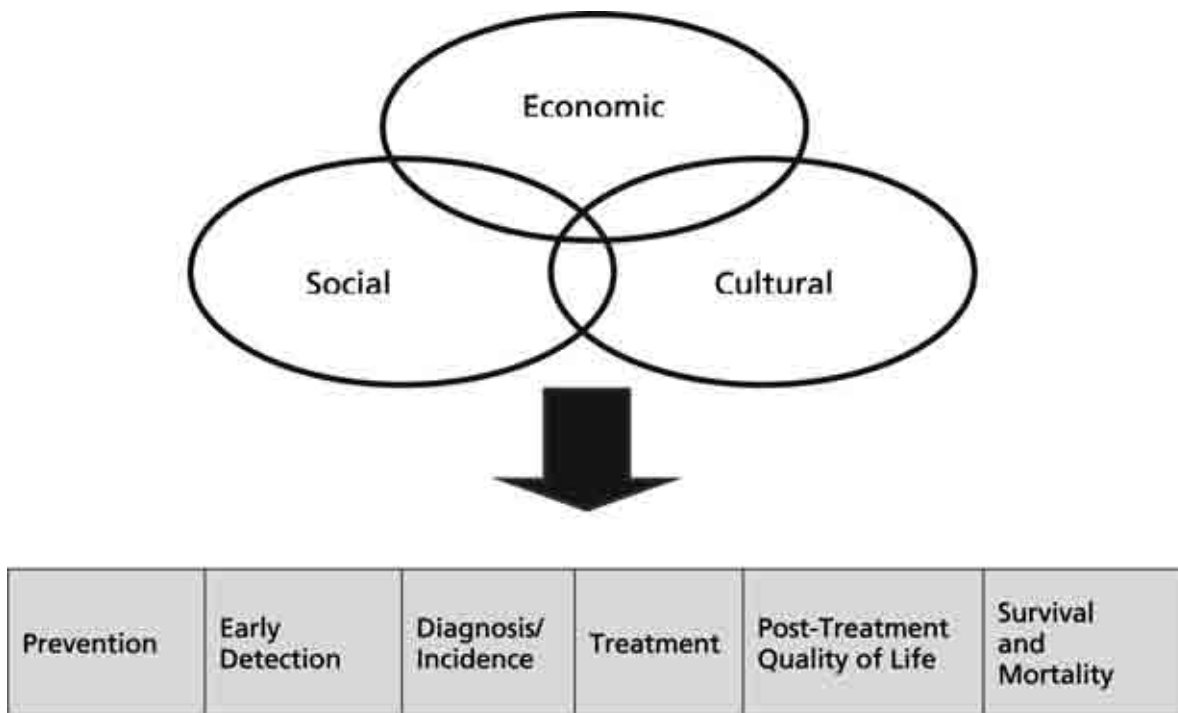 Economic
Social
Cultural
Prevention
Early
Detection
Diagnosis/
Incidence
Treatment
Post-Treatment
Quality of Life
Survival
and
Mortality